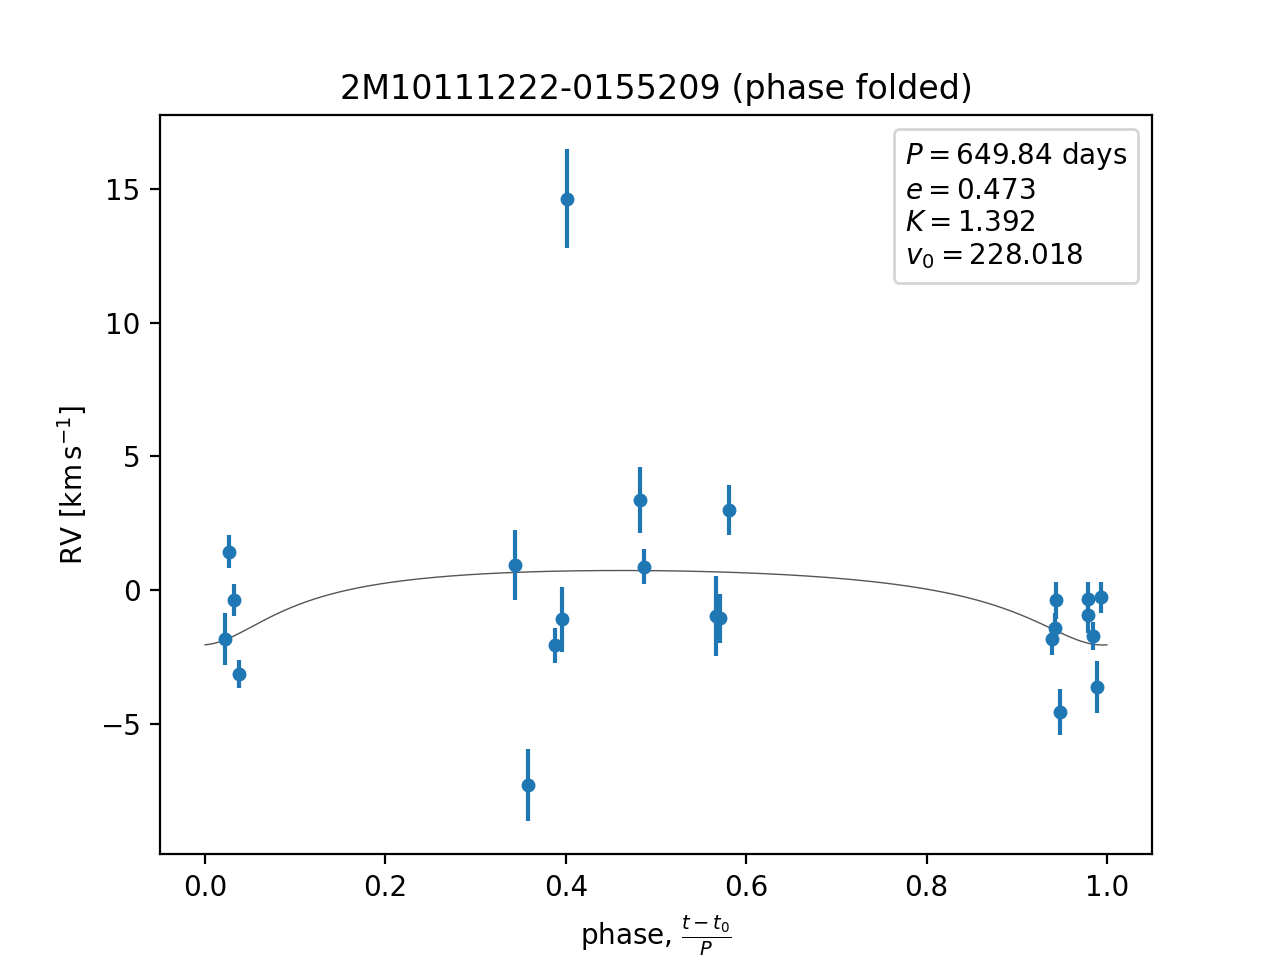 2M10111222-0155209 (phase folded)
P = 649.84 days
e = 0.473
K = 1.392
v₀ = 228.018
15
10
5
0
−5
RV [km s⁻¹]
0.0 0.2 0.4 0.6 0.8 1.0
phase, (t − t₀)/P